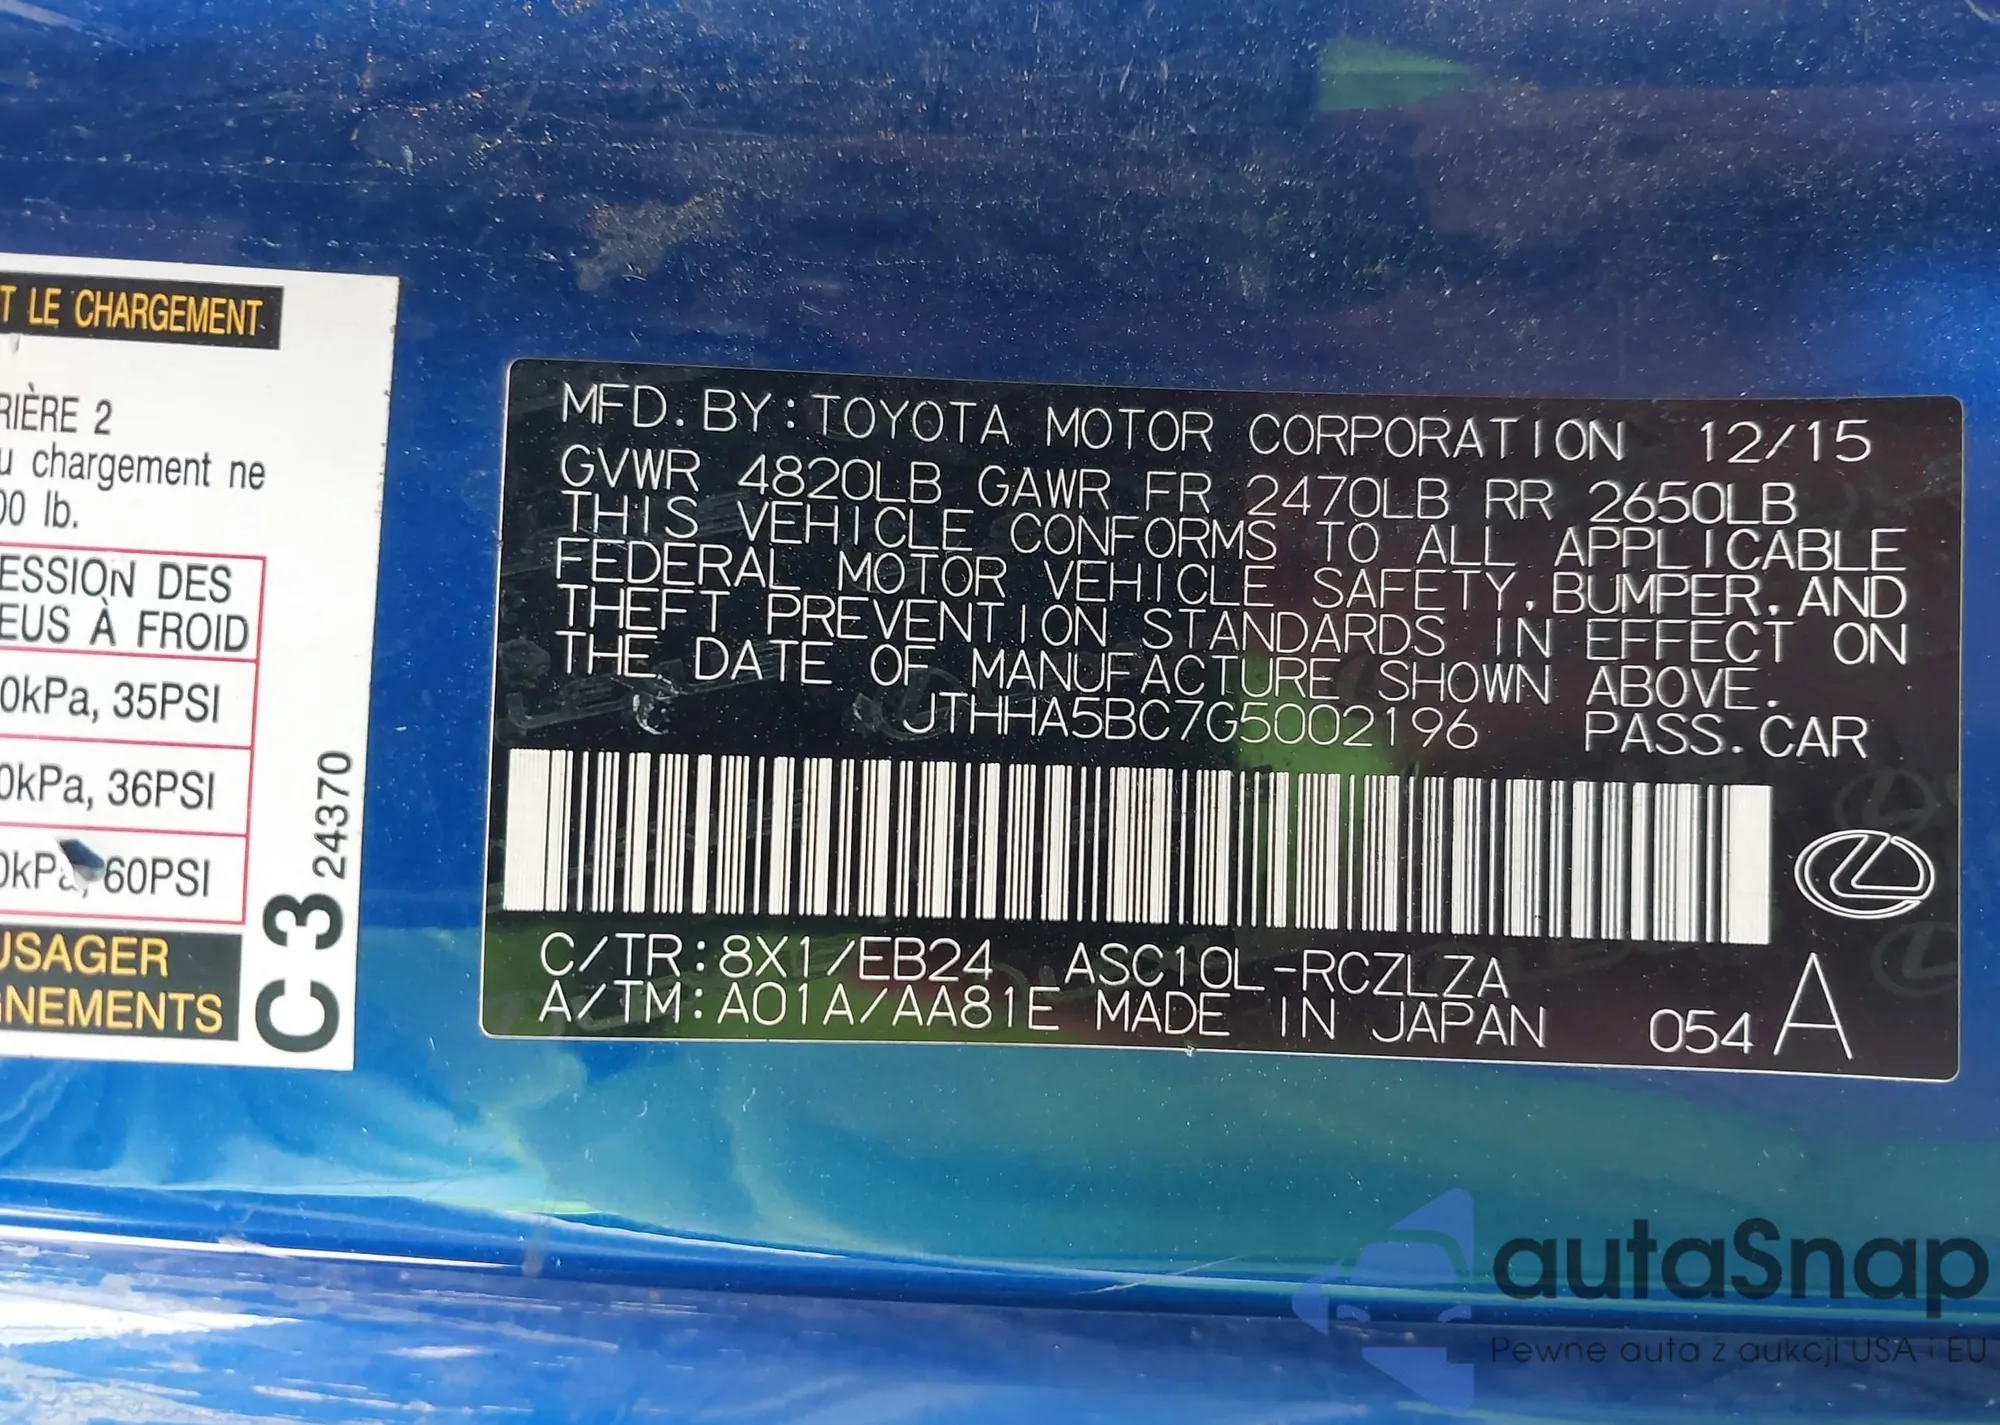 T LE CHARGEMENT
RIÈRE 2
u chargement ne
00 lb.
ESSION DES
EUS À FROID
0kPa, 35PSI
0kPa, 36PSI
0kPa, 60PSI
USAGER
GNEMENTS
C3 24370
MFD. BY: TOYOTA MOTOR CORPORATION 12/15
GVWR 4820LB GAWR FR 2470LB RR 2650LB
THIS VEHICLE CONFORMS TO ALL APPLICABLE
FEDERAL MOTOR VEHICLE SAFETY, BUMPER, AND
THEFT PREVENTION STANDARDS IN EFFECT ON
THE DATE OF MANUFACTURE SHOWN ABOVE.
JTHHA5BC7G5002196 PASS. CAR
C/TR: 8X1/EB24 ASC10L-RCZLZA
A/TM: A01A/AA81E MADE IN JAPAN 054 A
autaSnap
Pewne auta z aukcji USA i EU